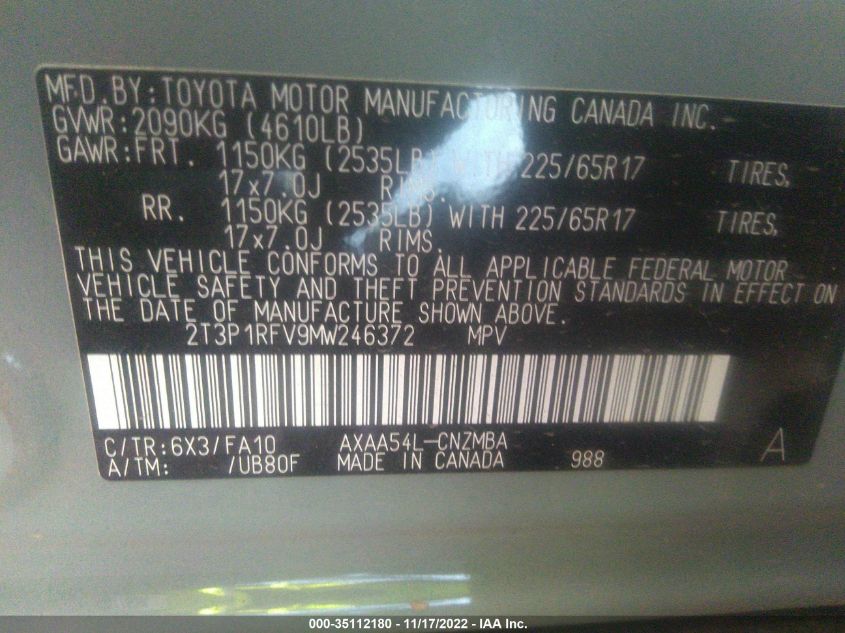 MFD.BY:TOYOTA MOTOR MANUFACTURING CANADA INC.
GVWR:2090KG (4610LB)
GAWR:FRT. 1150KG (2535LB) WITH 225/65R17 TIRES,
17x7.0J RIMS.
RR. 1150KG (2535LB) WITH 225/65R17 TIRES,
17x7.0J RIMS.
THIS VEHICLE CONFORMS TO ALL APPLICABLE FEDERAL MOTOR
VEHICLE SAFETY AND THEFT PREVENTION STANDARDS IN EFFECT ON
THE DATE OF MANUFACTURE SHOWN ABOVE.
2T3P1RFV9MW246372 MPV
C/TR:6X3/FA10 AXAA54L-CNZMBA
A/TM: /UB80F MADE IN CANADA 988 A
000-35112180 - 11/17/2022 - IAA Inc.